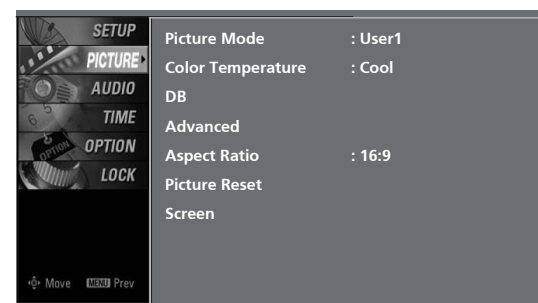 SETUP
PICTURE
AUDIO
TIME
OPTION
LOCK
Move MENU Prev
Picture Mode : User1
Color Temperature : Cool
DB
Advanced
Aspect Ratio : 16:9
Picture Reset
Screen